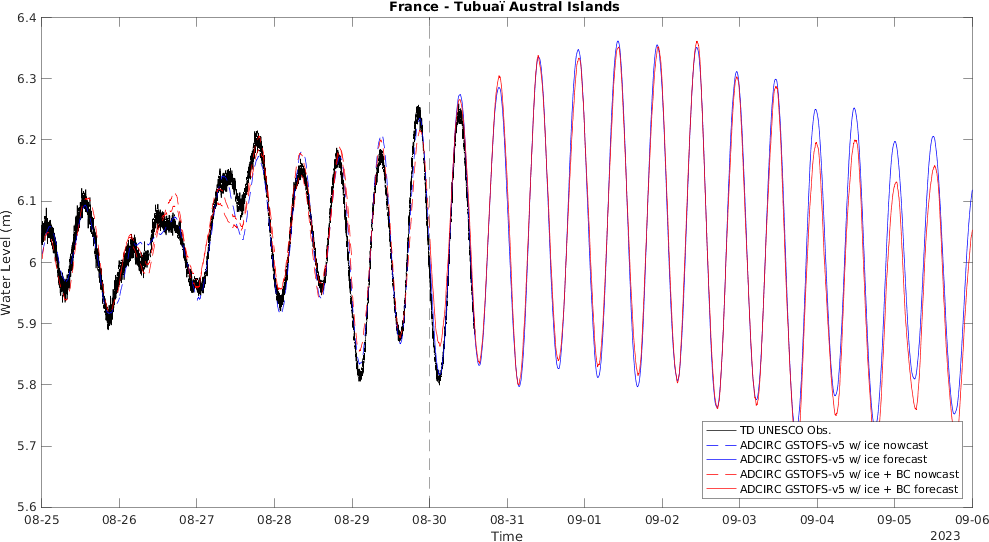 France - Tubuaï Austral Islands
6.4
6.3
6.2
6.1
6
5.9
5.8
5.7
5.6
Water Level (m)
TD UNESCO Obs.
ADCIRC GSTOFS-v5 w/ ice nowcast
ADCIRC GSTOFS-v5 w/ ice forecast
ADCIRC GSTOFS-v5 w/ ice + BC nowcast
ADCIRC GSTOFS-v5 w/ ice + BC forecast
08-25 08-26 08-27 08-28 08-29 08-30 08-31 09-01 09-02 09-03 09-04 09-05 09-06
Time
2023